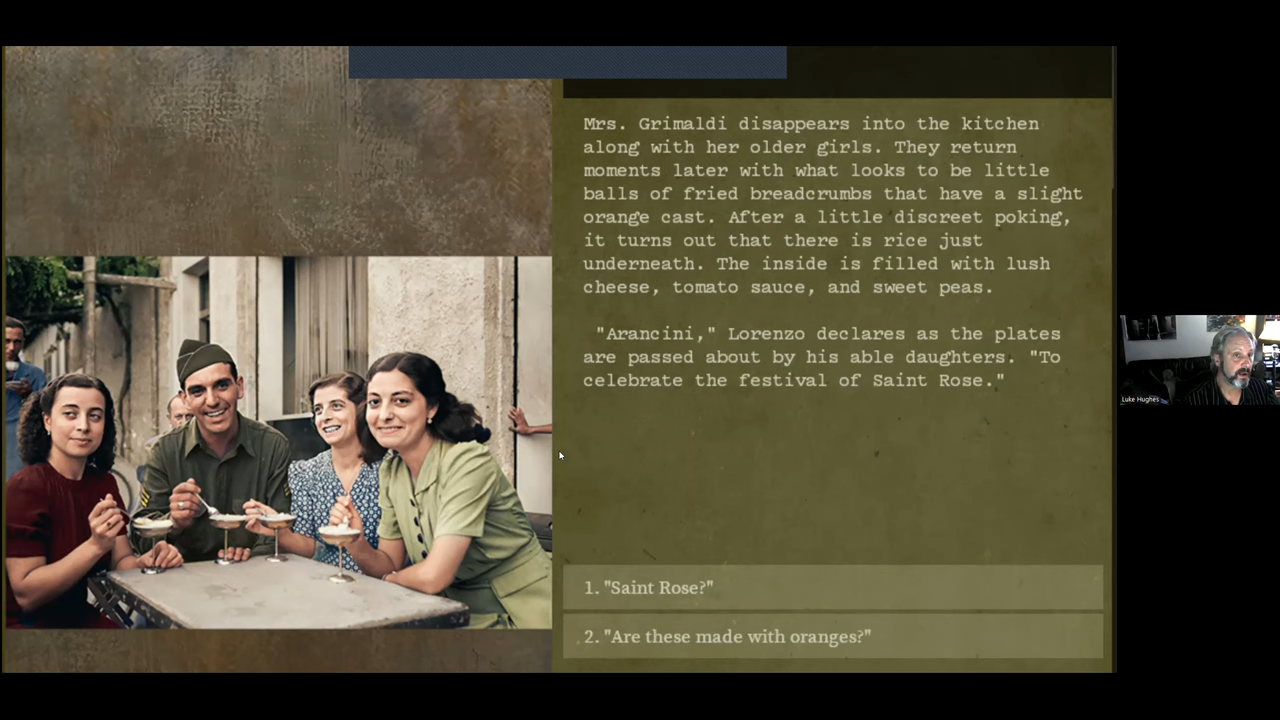 Mrs. Grimaldi disappears into the kitchen
along with her older girls. They return
moments later with what looks to be little
balls of fried breadcrumbs that have a slight
orange cast. After a little discreet poking,
it turns out that there is rice just
underneath. The inside is filled with lush
cheese, tomato sauce, and sweet peas.
"Arancini," Lorenzo declares as the plates
are passed about by his able daughters. "To
celebrate the festival of Saint Rose."
1. "Saint Rose?"
2. "Are these made with oranges?"
Luke Hughes